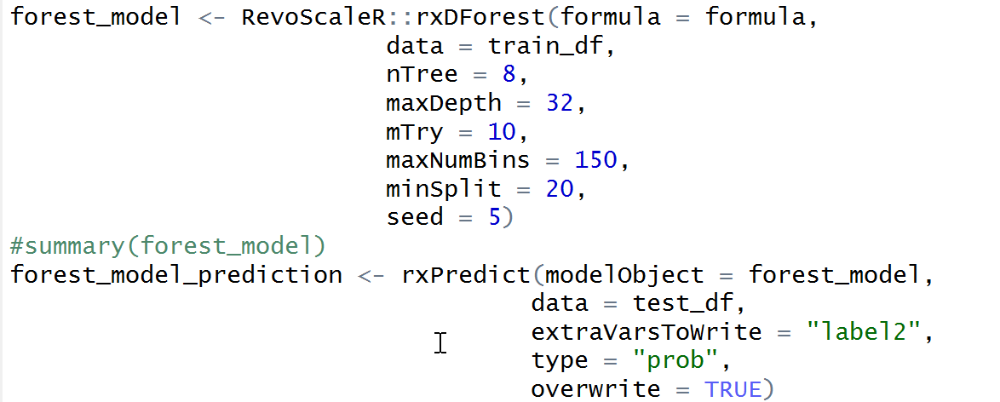 forest_model <- RevoScaleR::rxDForest(formula = formula,
data = train_df,
nTree = 8,
maxDepth = 32,
mTry = 10,
maxNumBins = 150,
minSplit = 20,
seed = 5)
#summary(forest_model)
forest_model_prediction <- rxPredict(modelObject = forest_model,
data = test_df,
extraVarsToWrite = "label2",
type = "prob",
overwrite = TRUE)